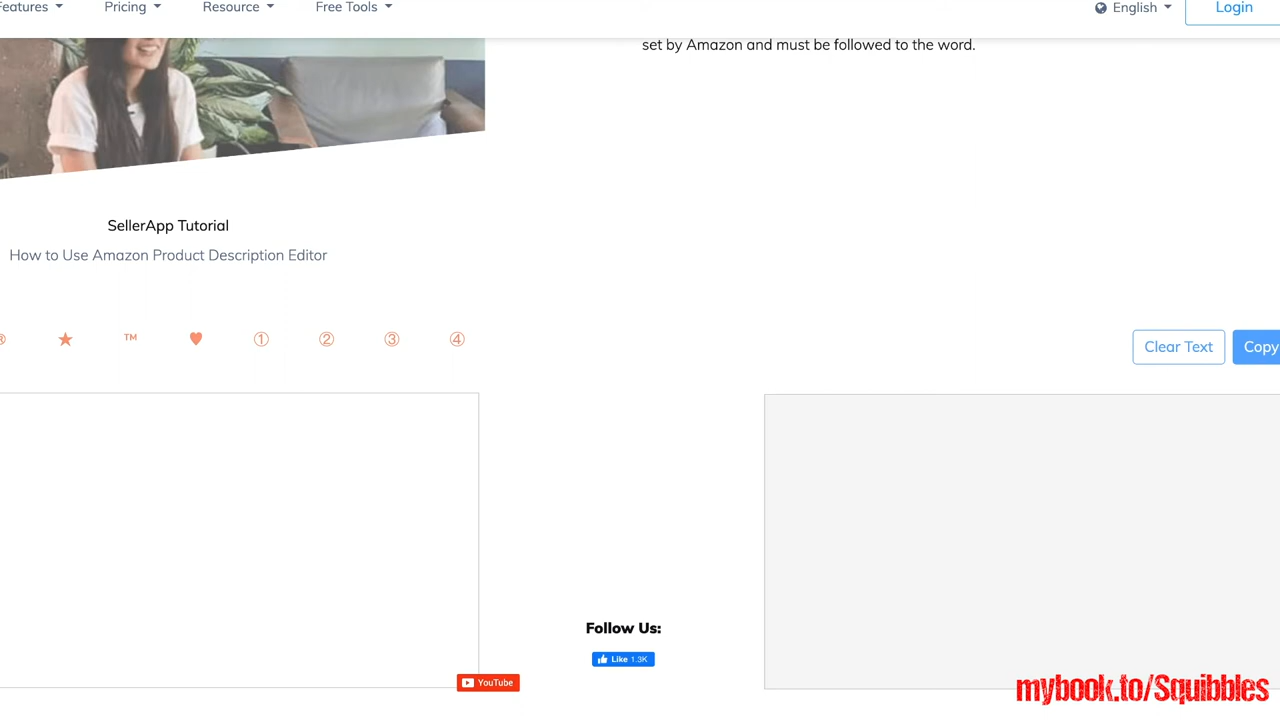 Features
Pricing
Resource
Free Tools
English
Login
set by Amazon and must be followed to the word.
SellerApp Tutorial
How to Use Amazon Product Description Editor
® ★ ™ ♥ ① ② ③ ④
Clear Text
Copy
Follow Us:
Like 1.3K
YouTube
mybook.to/Squibbles